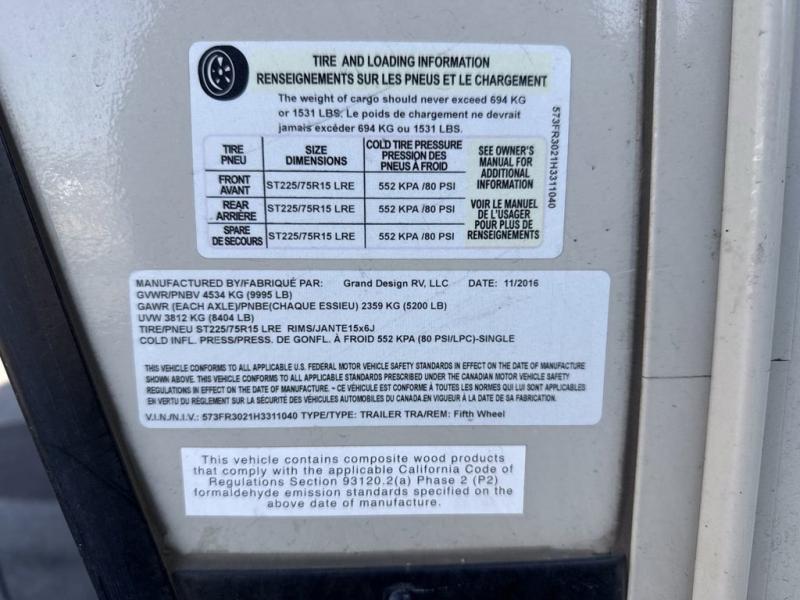 TIRE AND LOADING INFORMATION
RENSEIGNEMENTS SUR LES PNEUS ET LE CHARGEMENT
The weight of cargo should never exceed 694 KG
or 1531 LBS. Le poids de chargement ne devrait
jamais excéder 694 KG ou 1531 LBS.
TIRE PNEU SIZE DIMENSIONS COLD TIRE PRESSURE PRESSION DES PNEUS À FROID
FRONT AVANT ST225/75R15 LRE 552 KPA /80 PSI
REAR ARRIÈRE ST225/75R15 LRE 552 KPA /80 PSI
SPARE DE SECOURS ST225/75R15 LRE 552 KPA /80 PSI
SEE OWNER'S
MANUAL FOR
ADDITIONAL
INFORMATION
VOIR LE MANUEL
DE L'USAGER
POUR PLUS DE
RENSEIGNEMENTS
573FR3021H3311040
MANUFACTURED BY/FABRIQUÉ PAR: Grand Design RV, LLC DATE: 11/2016
GVWR/PNBV 4534 KG (9995 LB)
GAWR (EACH AXLE)/PNBE(CHAQUE ESSIEU) 2359 KG (5200 LB)
UVW 3812 KG (8404 LB)
TIRE/PNEU ST225/75R15 LRE RIMS/JANTE15x6J
COLD INFL. PRESS/PRESS. DE GONFL. À FROID 552 KPA (80 PSI/LPC)-SINGLE
THIS VEHICLE CONFORMS TO ALL APPLICABLE U.S. FEDERAL MOTOR VEHICLE SAFETY STANDARDS IN EFFECT ON THE DATE OF MANUFACTURE
SHOWN ABOVE. THIS VEHICLE CONFORMS TO ALL APPLICABLE STANDARDS PRESCRIBED UNDER THE CANADIAN MOTOR VEHICLE SAFETY
REGULATIONS IN EFFECT ON THE DATE OF MANUFACTURE. - CE VÉHICULE EST CONFORME À TOUTES LES NORMES QUI LUI SONT APPLICABLES
EN VERTU DU RÈGLEMENT SUR LA SÉCURITÉ DES VÉHICULES AUTOMOBILES DU CANADA.EN VIGUEUR À LA DATE DE SA FABRICATION.
V.I.N./N.I.V.: 573FR3021H3311040 TYPE/TYPE: TRAILER TRA/REM: Fifth Wheel
This vehicle contains composite wood products
that comply with the applicable California Code of
Regulations Section 93120.2(a) Phase 2 (P2)
formaldehyde emission standards specified on the
above date of manufacture.